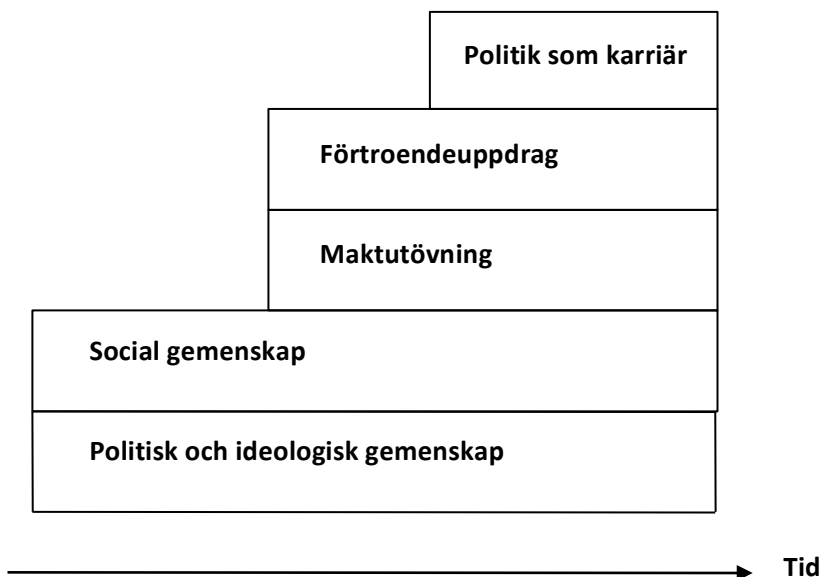 Politik som karriär
Förtroendeuppdrag
Maktutövning
Social gemenskap
Politisk och ideologisk gemenskap
Tid